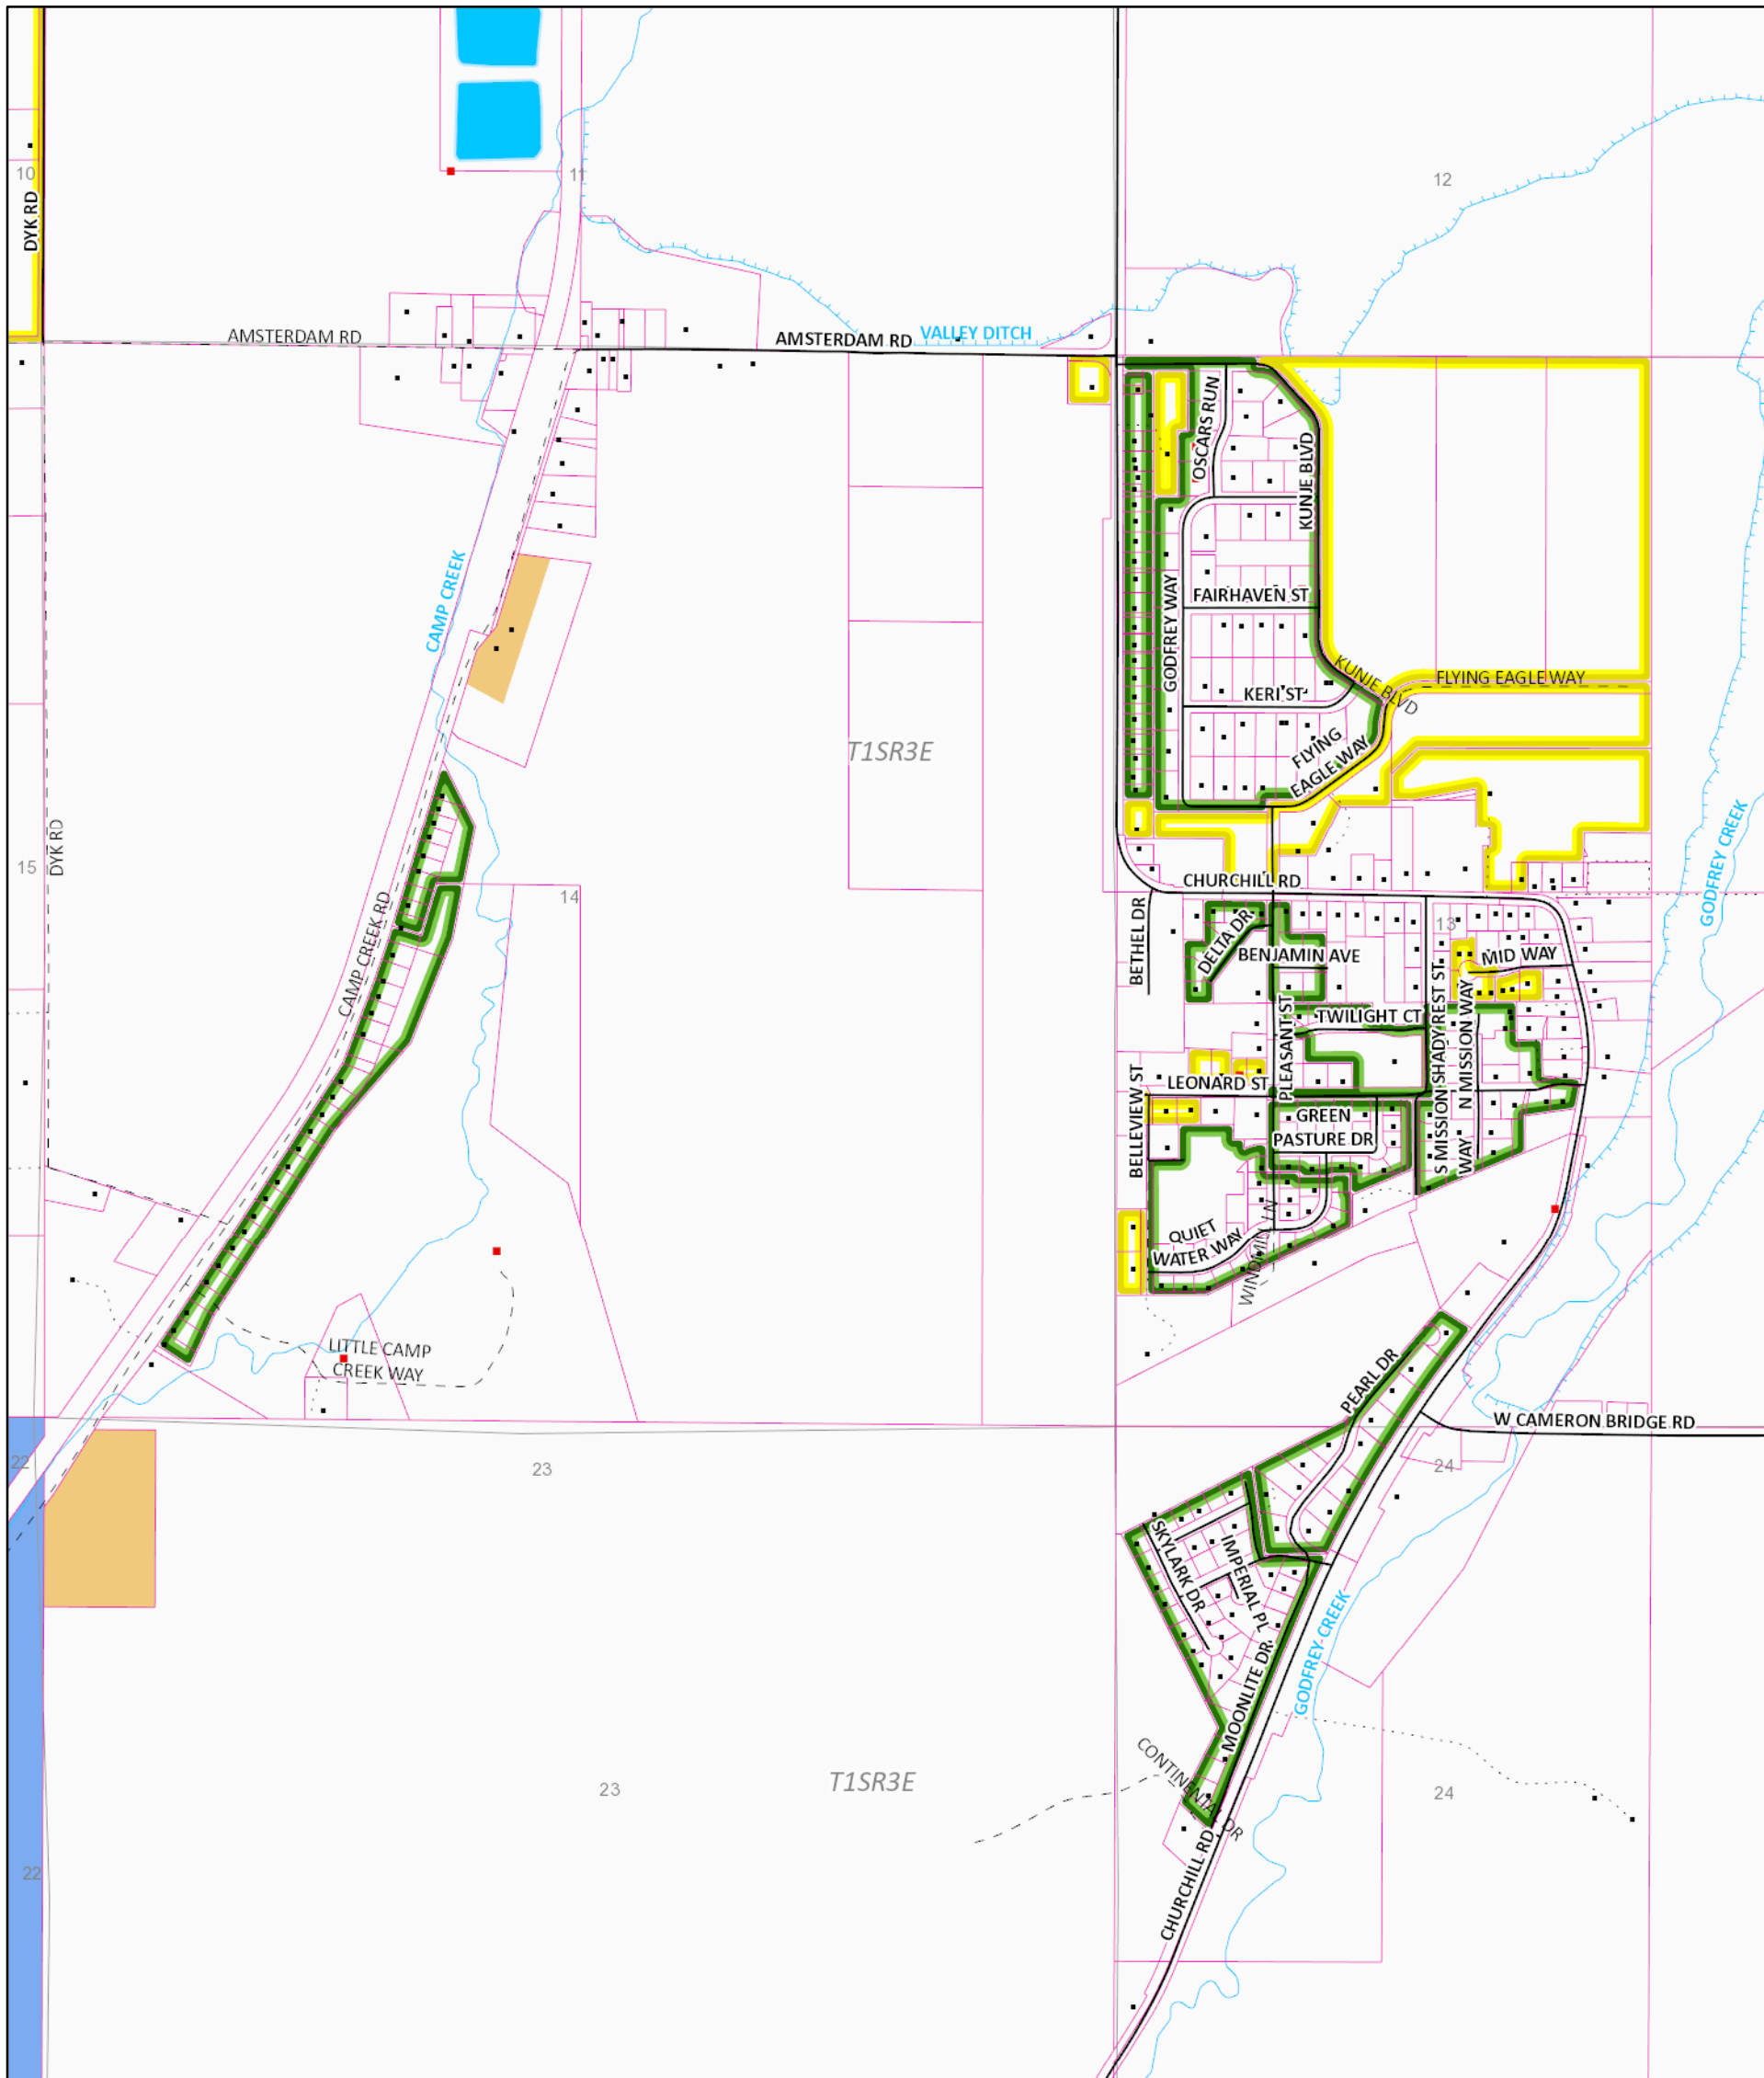 10
11
12
DYK RD
AMSTERDAM RD
AMSTERDAM RD
VALLEY DITCH
OSCARS RUN
KUNJE BLVD
CAMP CREEK
FAIRHAVEN ST
GODFREY WAY
KERI ST
KUNJE BLVD
FLYING EAGLE WAY
T1SR3E
FLYING
EAGLE WAY
GODFREY CREEK
15
DYK RD
14
CHURCHILL RD
13
CAMP CREEK RD
BETHEL DR
DELTA DR
BENJAMIN AVE
MID WAY
TWILIGHT CT
PLEASANT ST
S MISSION
WAY
SHADY REST ST
N MISSION WAY
LEONARD ST
BELLEVIEW ST
GREEN
PASTURE DR
QUIET
WATER WAY
WINDMILL LN
LITTLE CAMP
CREEK WAY
PEARL DR
W CAMERON BRIDGE RD
22
23
24
SKYLARK DR
IMPERIAL PL
MOONLITE DR
GODFREY CREEK
CONTINENTAL DR
23
T1SR3E
24
22
CHURCHILL RD